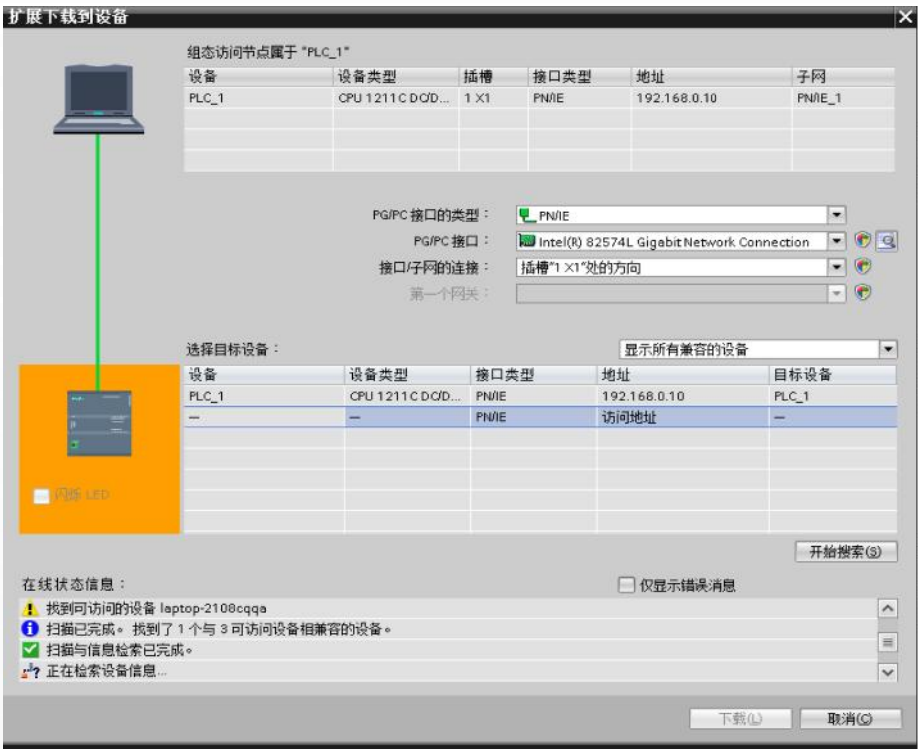 扩展下载到设备
组态访问节点属于 "PLC_1"
设备 设备类型 插槽 接口类型 地址 子网
PLC_1 CPU 1211C DC/D... 1 X1 PN/IE 192.168.0.10 PN/IE_1
PG/PC 接口的类型： PN/IE
PG/PC 接口： Intel(R) 82574L Gigabit Network Connection
接口/子网的连接： 插槽"1 X1"处的方向
第一个网关：
选择目标设备： 显示所有兼容的设备
设备 设备类型 接口类型 地址 目标设备
PLC_1 CPU 1211C DC/D... PN/IE 192.168.0.10 PLC_1
— — PN/IE 访问地址 —
闪烁 LED
开始搜索(S)
在线状态信息： 仅显示错误消息
找到可访问的设备 laptop-2108cqqa
扫描已完成。找到了 1 个与 3 可访问设备相兼容的设备。
扫描与信息检索已完成。
正在检索设备信息...
下载(L) 取消(C)